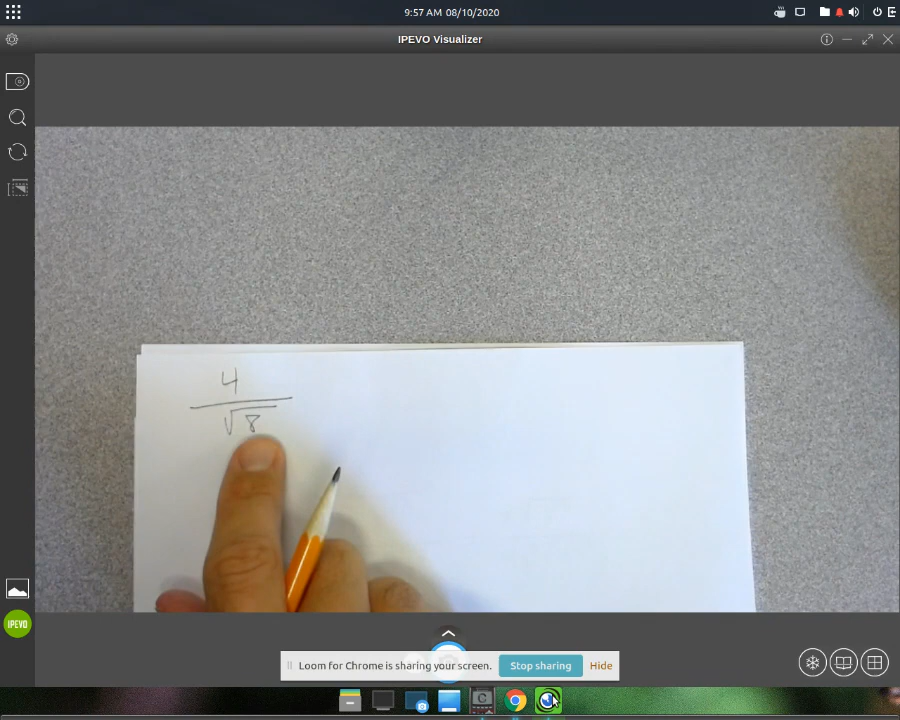 9:57 AM 08/10/2020
IPEVO Visualizer
4
√8
IPEVO
Loom for Chrome is sharing your screen. Stop sharing Hide
C